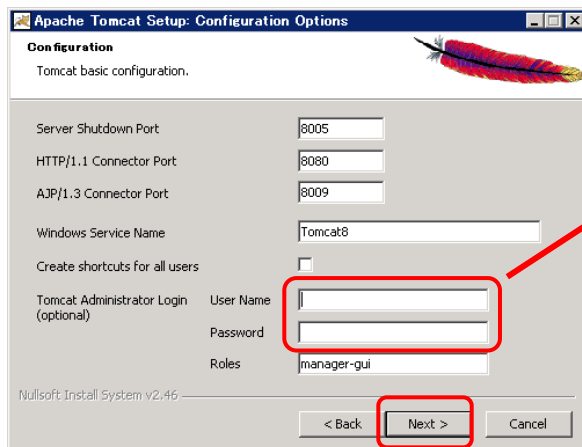 Apache Tomcat Setup: Configuration Options
Configuration
Tomcat basic configuration.
Server Shutdown Port 8005
HTTP/1.1 Connector Port 8080
AJP/1.3 Connector Port 8009
Windows Service Name Tomcat8
Create shortcuts for all users
Tomcat Administrator Login User Name
(optional)
Password
Roles manager-gui
Nullsoft Install System v2.46
< Back Next > Cancel